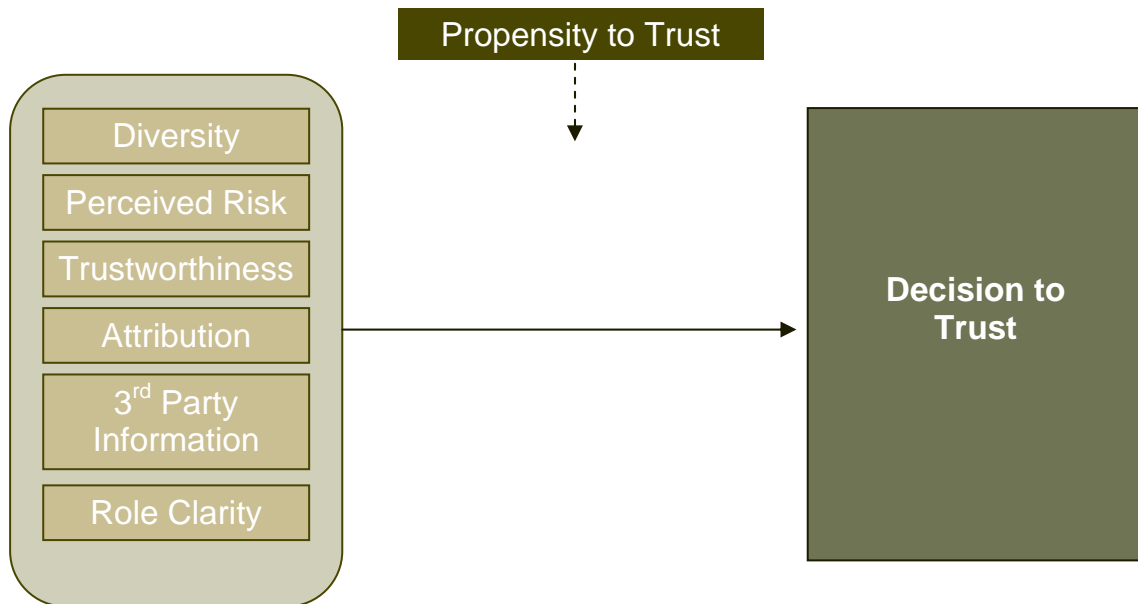 Propensity to Trust
Diversity
Perceived Risk
Trustworthiness
Attribution
3rd Party
Information
Role Clarity
Decision to
Trust